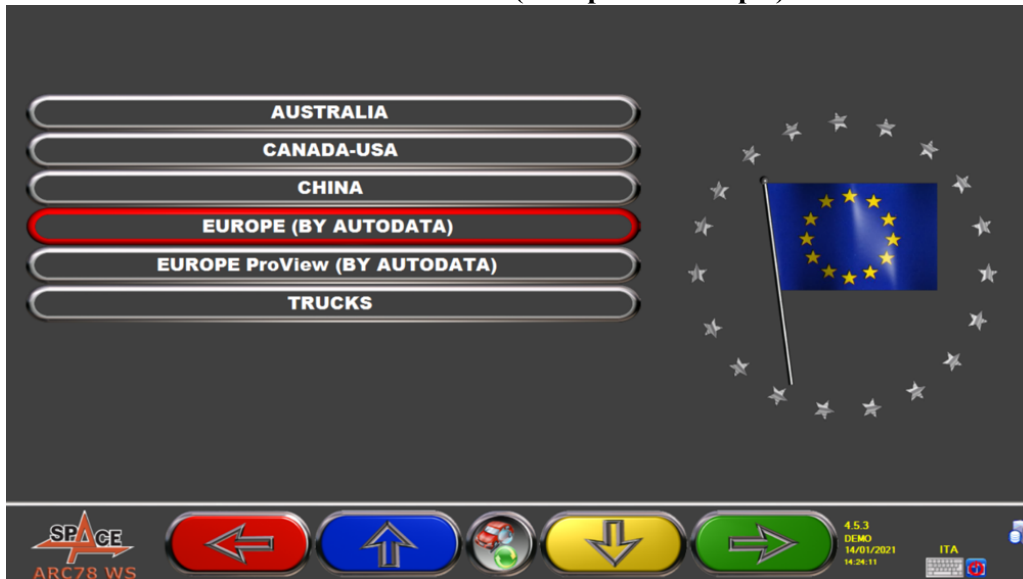 AUSTRALIA
CANADA-USA
CHINA
EUROPE (BY AUTODATA)
EUROPE ProView (BY AUTODATA)
TRUCKS
SPACE
ARC78 WS
4.5.3
DEMO
14/01/2021
14:24:11
ITA